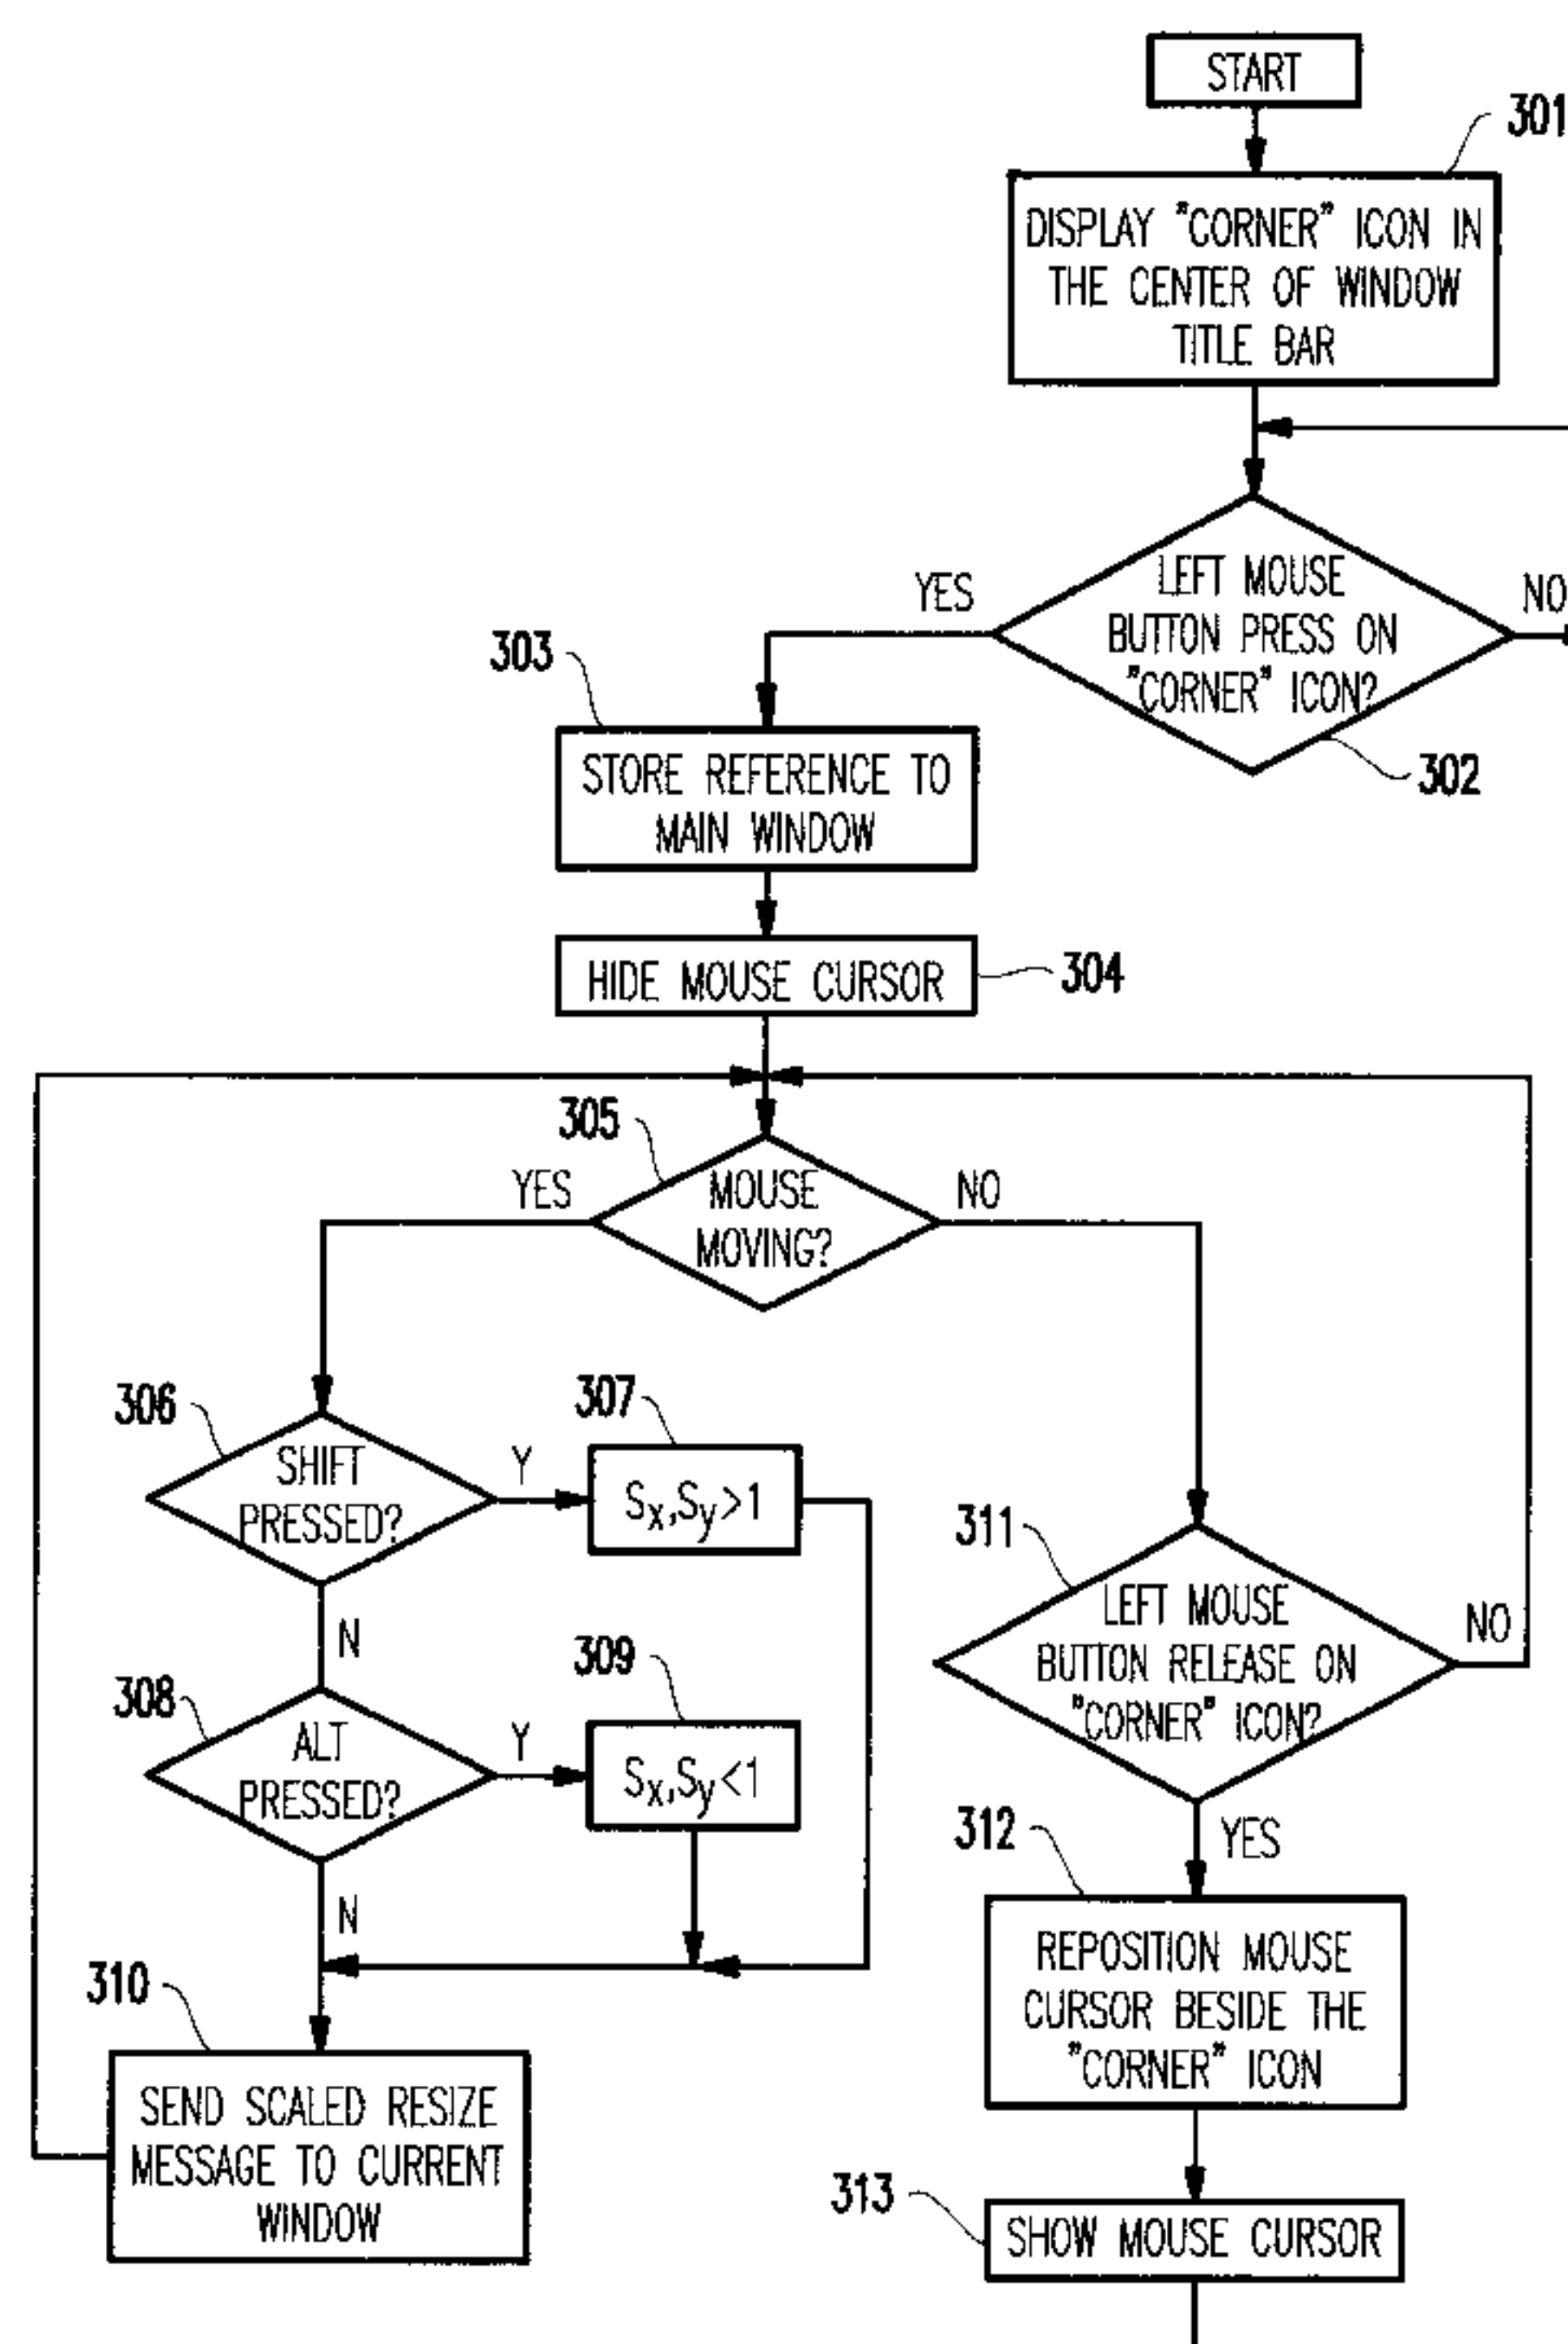 START
301
DISPLAY "CORNER" ICON IN
THE CENTER OF WINDOW
TITLE BAR
YES
LEFT MOUSE
BUTTON PRESS ON
"CORNER" ICON?
NO
302
303
STORE REFERENCE TO
MAIN WINDOW
HIDE MOUSE CURSOR
304
305
YES
MOUSE
MOVING?
NO
306
SHIFT
PRESSED?
Y
307
Sx,Sy>1
N
308
ALT
PRESSED?
Y
309
Sx,Sy<1
N
310
SEND SCALED RESIZE
MESSAGE TO CURRENT
WINDOW
311
LEFT MOUSE
BUTTON RELEASE ON
"CORNER" ICON?
NO
YES
312
REPOSITION MOUSE
CURSOR BESIDE THE
"CORNER" ICON
313
SHOW MOUSE CURSOR